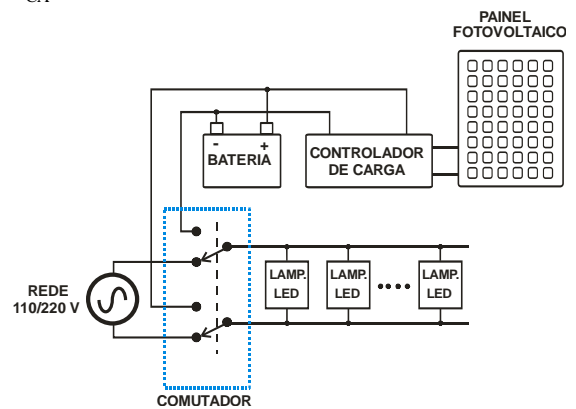 CA
PAINEL
FOTOVOLTAICO
- +
BATERIA
CONTROLADOR
DE CARGA
REDE
110/220 V
LAMP.
LED
LAMP.
LED
LAMP.
LED
COMUTADOR